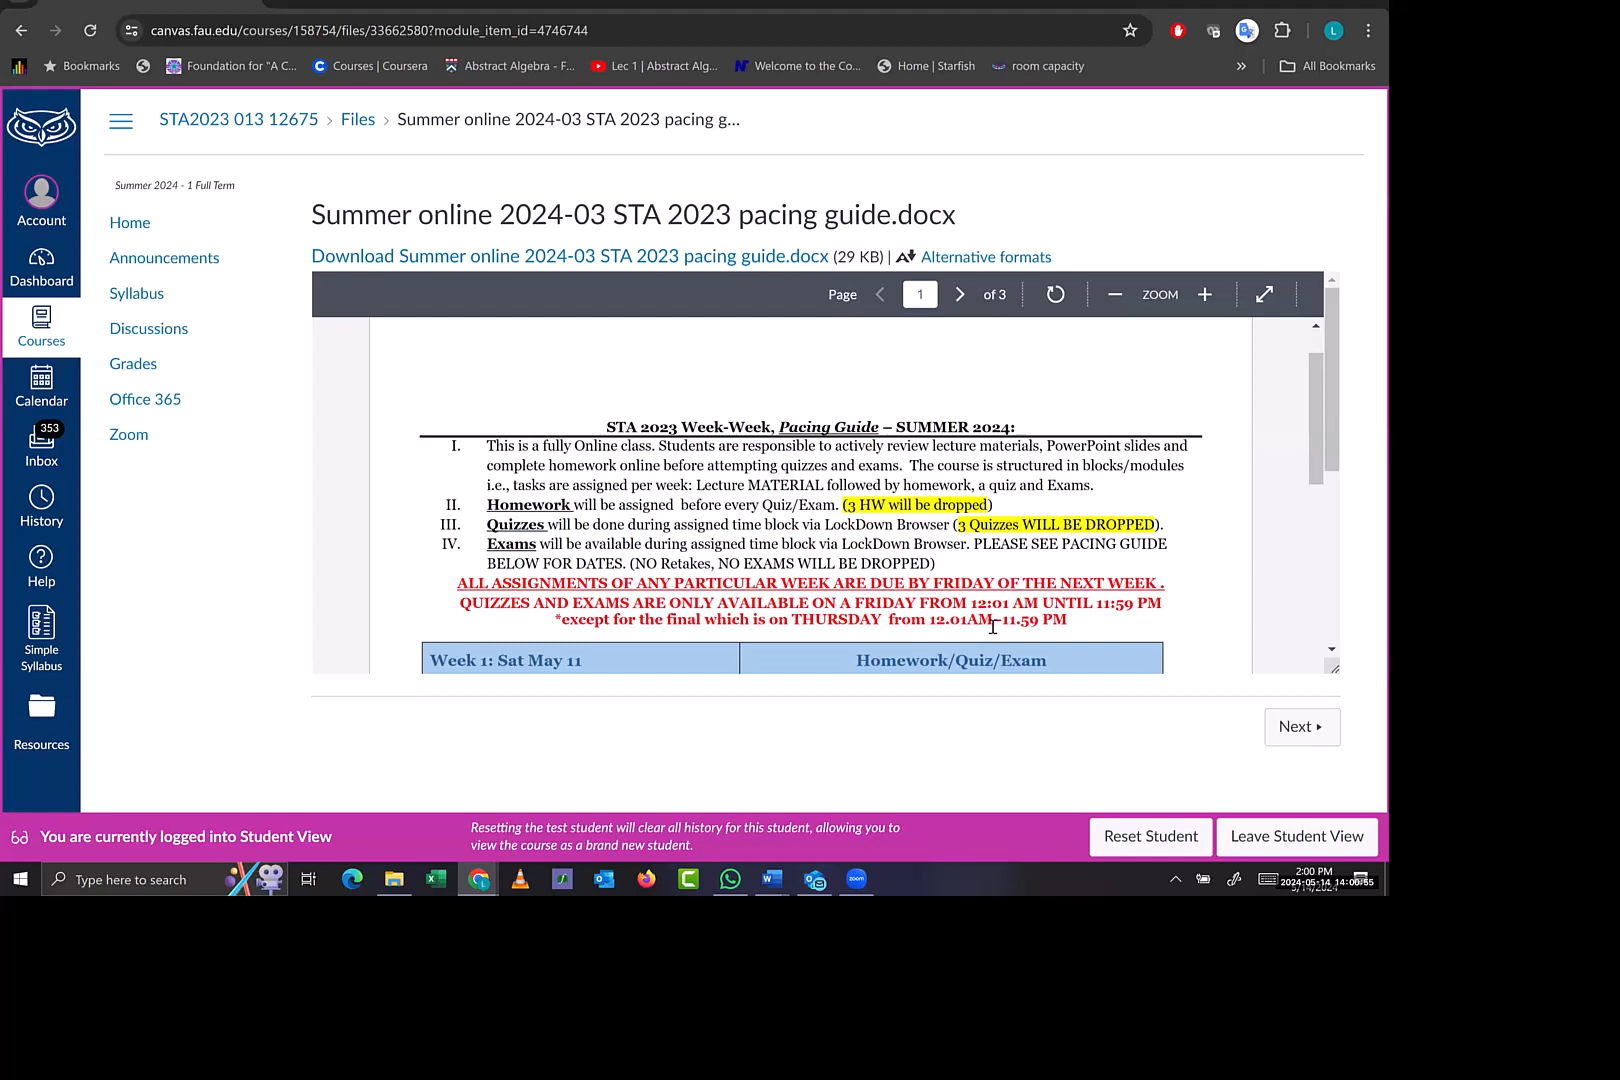 canvas.fau.edu/courses/158754/files/33662580?module_item_id=4746744
L
Bookmarks
Foundation for "A C...
Courses | Coursera
Abstract Algebra - F...
Lec 1 | Abstract Alg...
Welcome to the Co...
Home | Starfish
room capacity
»
All Bookmarks
STA2023 013 12675 › Files › Summer online 2024-03 STA 2023 pacing g...
Account
Dashboard
Courses
Calendar
353
Inbox
History
Help
Simple
Syllabus
Resources
Summer 2024 - 1 Full Term
Home
Announcements
Syllabus
Discussions
Grades
Office 365
Zoom
Summer online 2024-03 STA 2023 pacing guide.docx
Download Summer online 2024-03 STA 2023 pacing guide.docx (29 KB) | Alternative formats
Page 1 of 3 ZOOM
STA 2023 Week-Week, Pacing Guide – SUMMER 2024:
I. This is a fully Online class. Students are responsible to actively review lecture materials, PowerPoint slides and
complete homework online before attempting quizzes and exams. The course is structured in blocks/modules
i.e., tasks are assigned per week: Lecture MATERIAL followed by homework, a quiz and Exams.
II. Homework will be assigned before every Quiz/Exam. (3 HW will be dropped)
III. Quizzes will be done during assigned time block via LockDown Browser (3 Quizzes WILL BE DROPPED).
IV. Exams will be available during assigned time block via LockDown Browser. PLEASE SEE PACING GUIDE
BELOW FOR DATES. (NO Retakes, NO EXAMS WILL BE DROPPED)
ALL ASSIGNMENTS OF ANY PARTICULAR WEEK ARE DUE BY FRIDAY OF THE NEXT WEEK .
QUIZZES AND EXAMS ARE ONLY AVAILABLE ON A FRIDAY FROM 12:01 AM UNTIL 11:59 PM
*except for the final which is on THURSDAY from 12.01AM-11.59 PM
Week 1: Sat May 11
Homework/Quiz/Exam
Next
You are currently logged into Student View
Resetting the test student will clear all history for this student, allowing you to
view the course as a brand new student.
Reset Student
Leave Student View
Type here to search
2:00 PM
2024-05-14 14:00:55